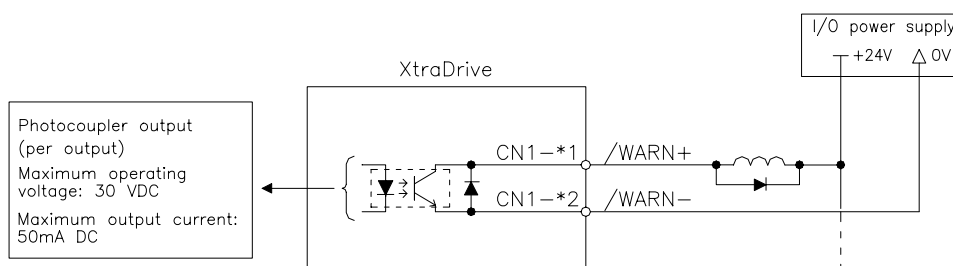 I/O power supply
+24V
0V
XtraDrive
Photocoupler output
(per output)
Maximum operating
voltage: 30 VDC
Maximum output current:
50mA DC
CN1-*1
/WARN+
CN1-*2
/WARN-